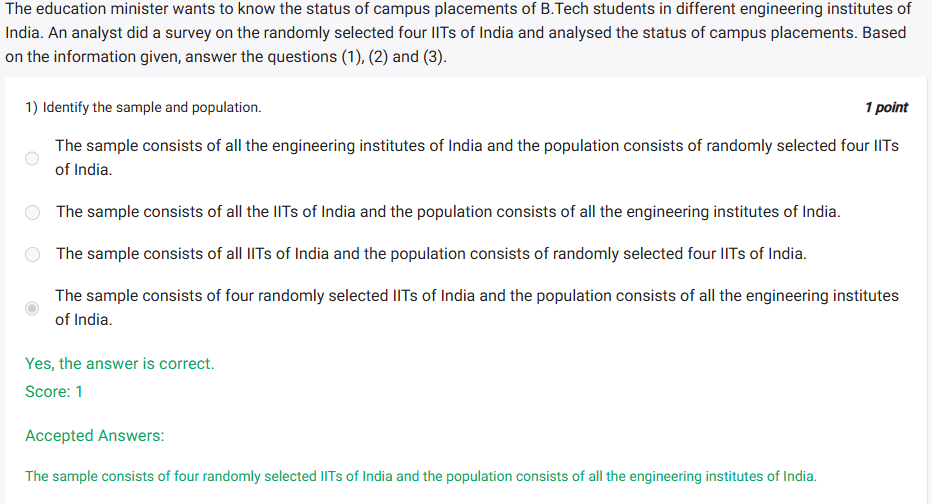 The education minister wants to know the status of campus placements of B.Tech students in different engineering institutes of
India. An analyst did a survey on the randomly selected four IITs of India and analysed the status of campus placements. Based
on the information given, answer the questions (1), (2) and (3).
1) Identify the sample and population.
1 point
The sample consists of all the engineering institutes of India and the population consists of randomly selected four IITs
of India.
The sample consists of all the IITs of India and the population consists of all the engineering institutes of India.
The sample consists of all IITs of India and the population consists of randomly selected four IITs of India.
The sample consists of four randomly selected IITs of India and the population consists of all the engineering institutes
of India.
Yes, the answer is correct.
Score: 1
Accepted Answers:
The sample consists of four randomly selected IITs of India and the population consists of all the engineering institutes of India.